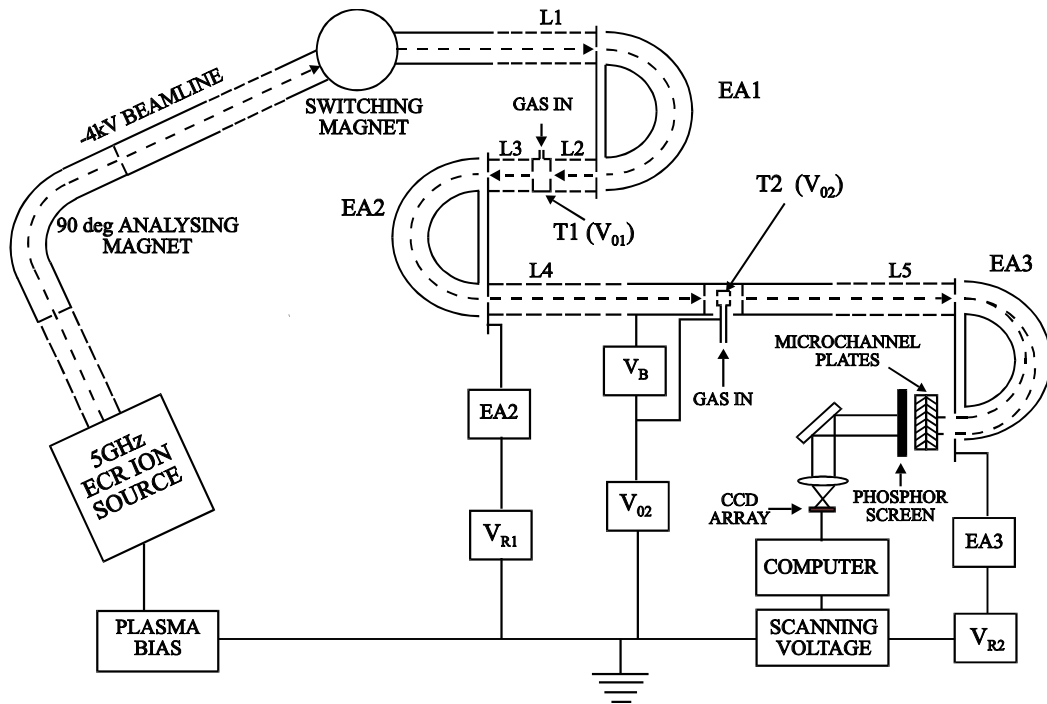 L1
-4kV BEAMLINE
SWITCHING
MAGNET
GAS IN
EA1
L3
L2
T2 (V02)
EA2
T1 (V01)
90 deg ANALYSING
MAGNET
L4
L5
EA3
MICROCHANNEL
PLATES
VB
GAS IN
EA2
5GHz
ECR ION
SOURCE
V02
VR1
CCD
ARRAY
PHOSPHOR
SCREEN
EA3
COMPUTER
PLASMA
BIAS
SCANNING
VOLTAGE
VR2